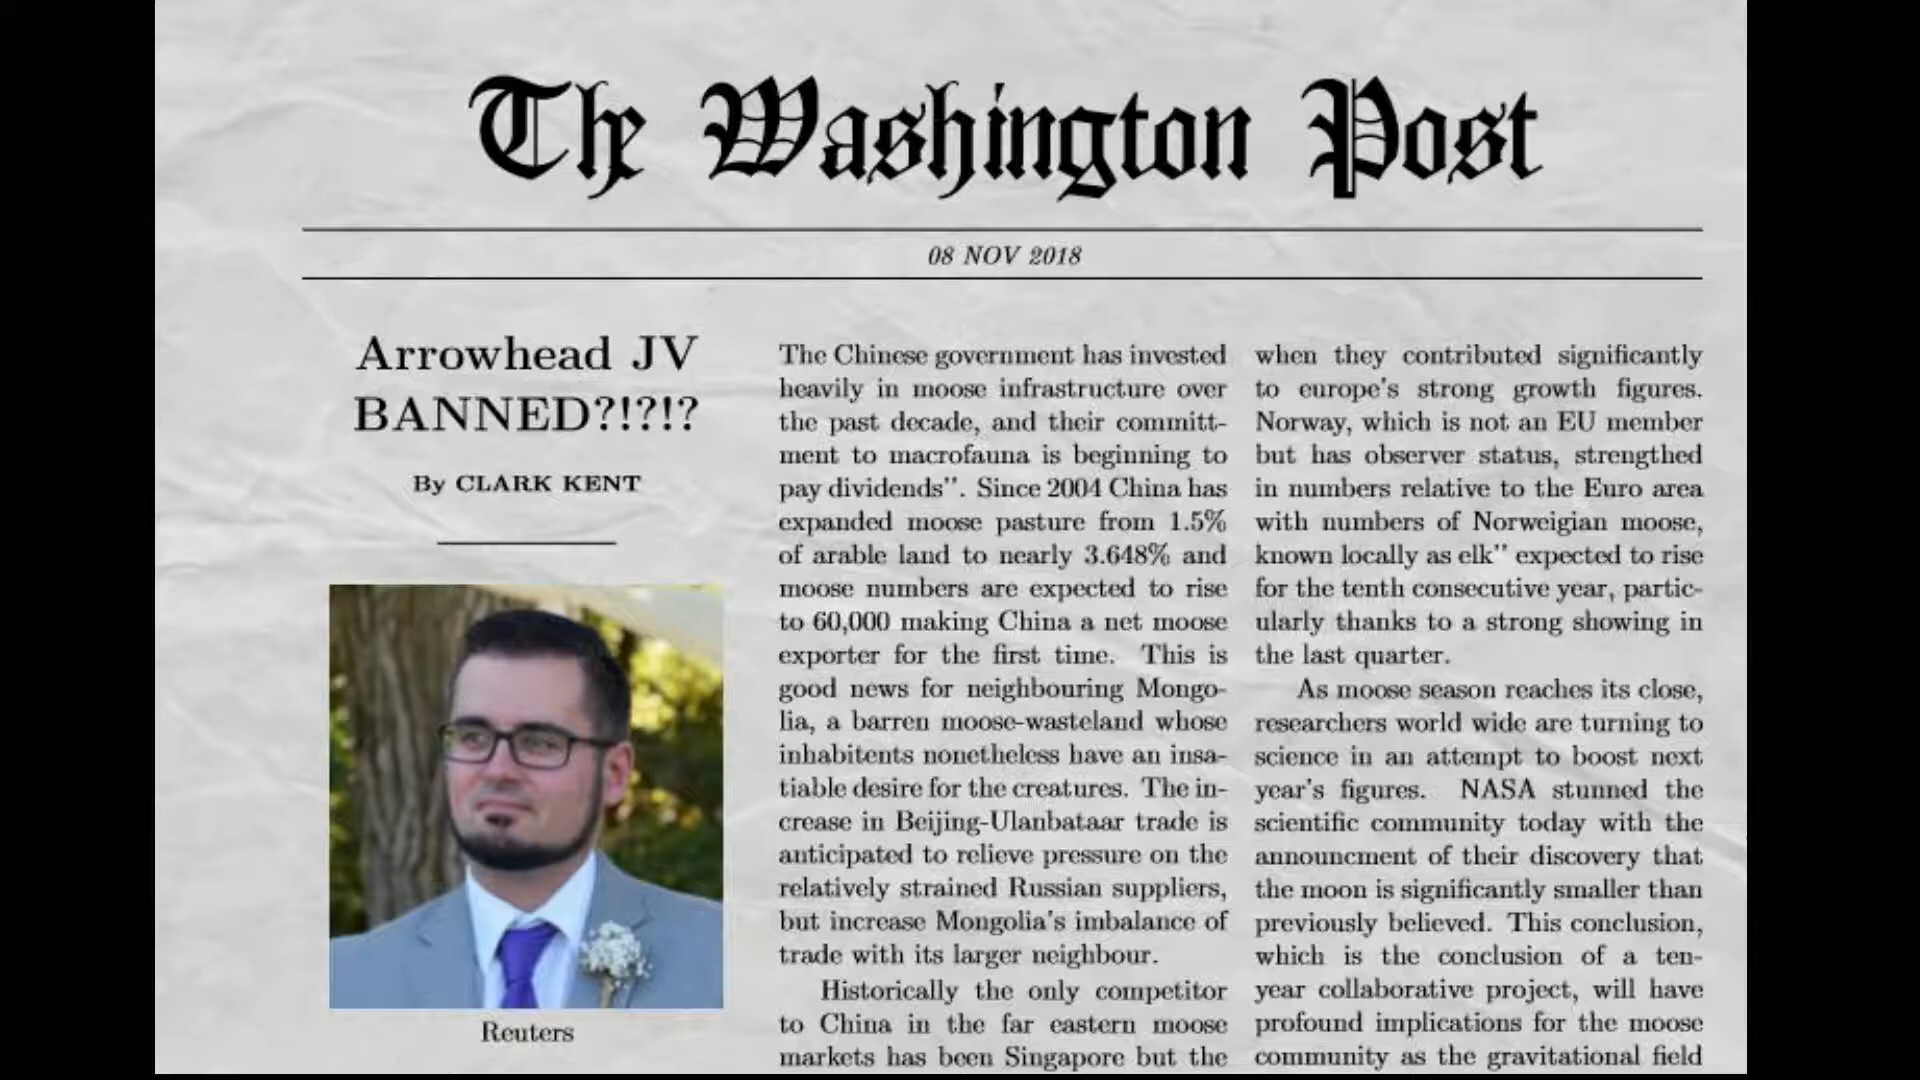 The Washington Post
08 NOV 2018
Arrowhead JV
BANNED?!?!?
By CLARK KENT
Reuters
The Chinese government has invested
heavily in moose infrastructure over
the past decade, and their committ-
ment to macrofauna is beginning to
pay dividends". Since 2004 China has
expanded moose pasture from 1.5%
of arable land to nearly 3.648% and
moose numbers are expected to rise
to 60,000 making China a net moose
exporter for the first time. This is
good news for neighbouring Mongo-
lia, a barren moose-wasteland whose
inhabitents nonetheless have an insa-
tiable desire for the creatures. The in-
crease in Beijing-Ulanbataar trade is
anticipated to relieve pressure on the
relatively strained Russian suppliers,
but increase Mongolia's imbalance of
trade with its larger neighbour.
Historically the only competitor
to China in the far eastern moose
markets has been Singapore but the
when they contributed significantly
to europe's strong growth figures.
Norway, which is not an EU member
but has observer status, strengthed
in numbers relative to the Euro area
with numbers of Norweigian moose,
known locally as elk" expected to rise
for the tenth consecutive year, partic-
ularly thanks to a strong showing in
the last quarter.
As moose season reaches its close,
researchers world wide are turning to
science in an attempt to boost next
year's figures. NASA stunned the
scientific community today with the
announcment of their discovery that
the moon is significantly smaller than
previously believed. This conclusion,
which is the conclusion of a ten-
year collaborative project, will have
profound implications for the moose
community as the gravitational field